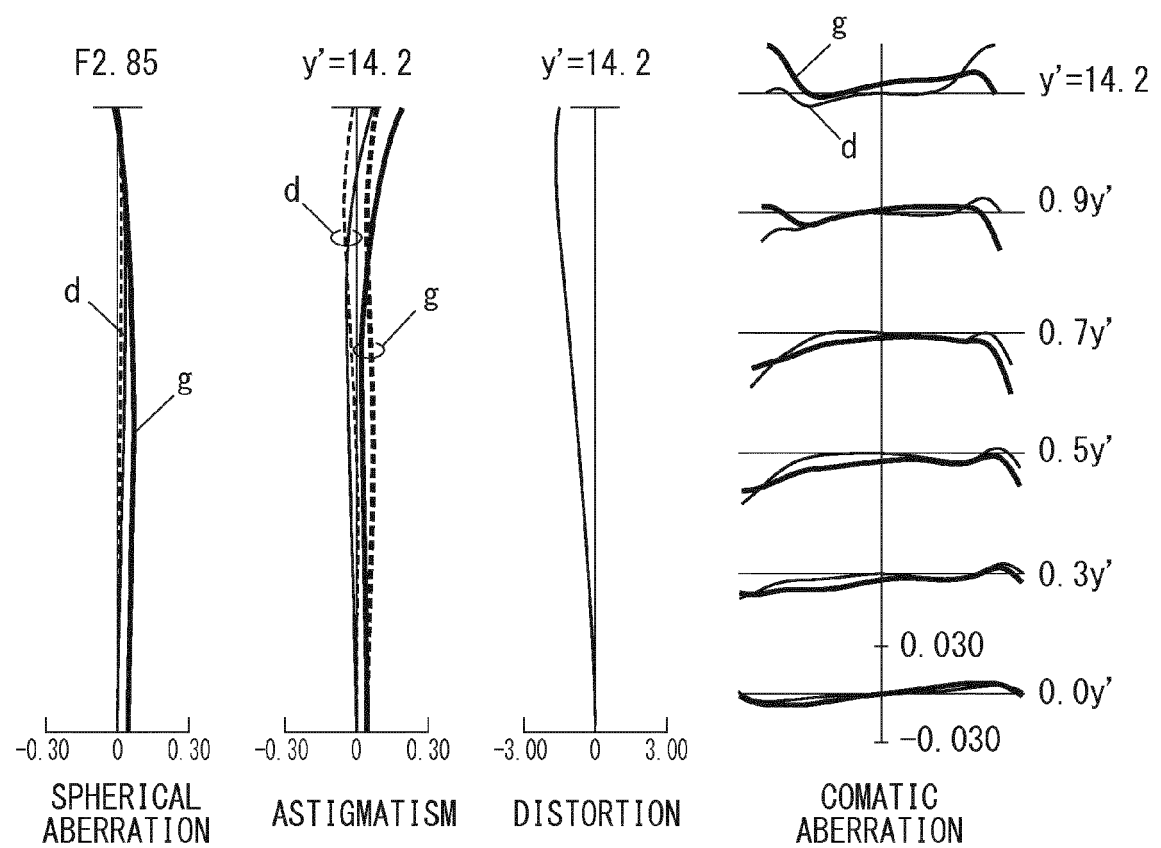 F2.85
y'=14.2
y'=14.2
g
y'=14.2
d
d
0.9y'
d
g
0.7y'
g
0.5y'
0.3y'
0.030
0.0y'
-0.030
-0.30 0 0.30
-0.30 0 0.30
-3.00 0 3.00
SPHERICAL
ABERRATION
ASTIGMATISM
DISTORTION
COMATIC
ABERRATION